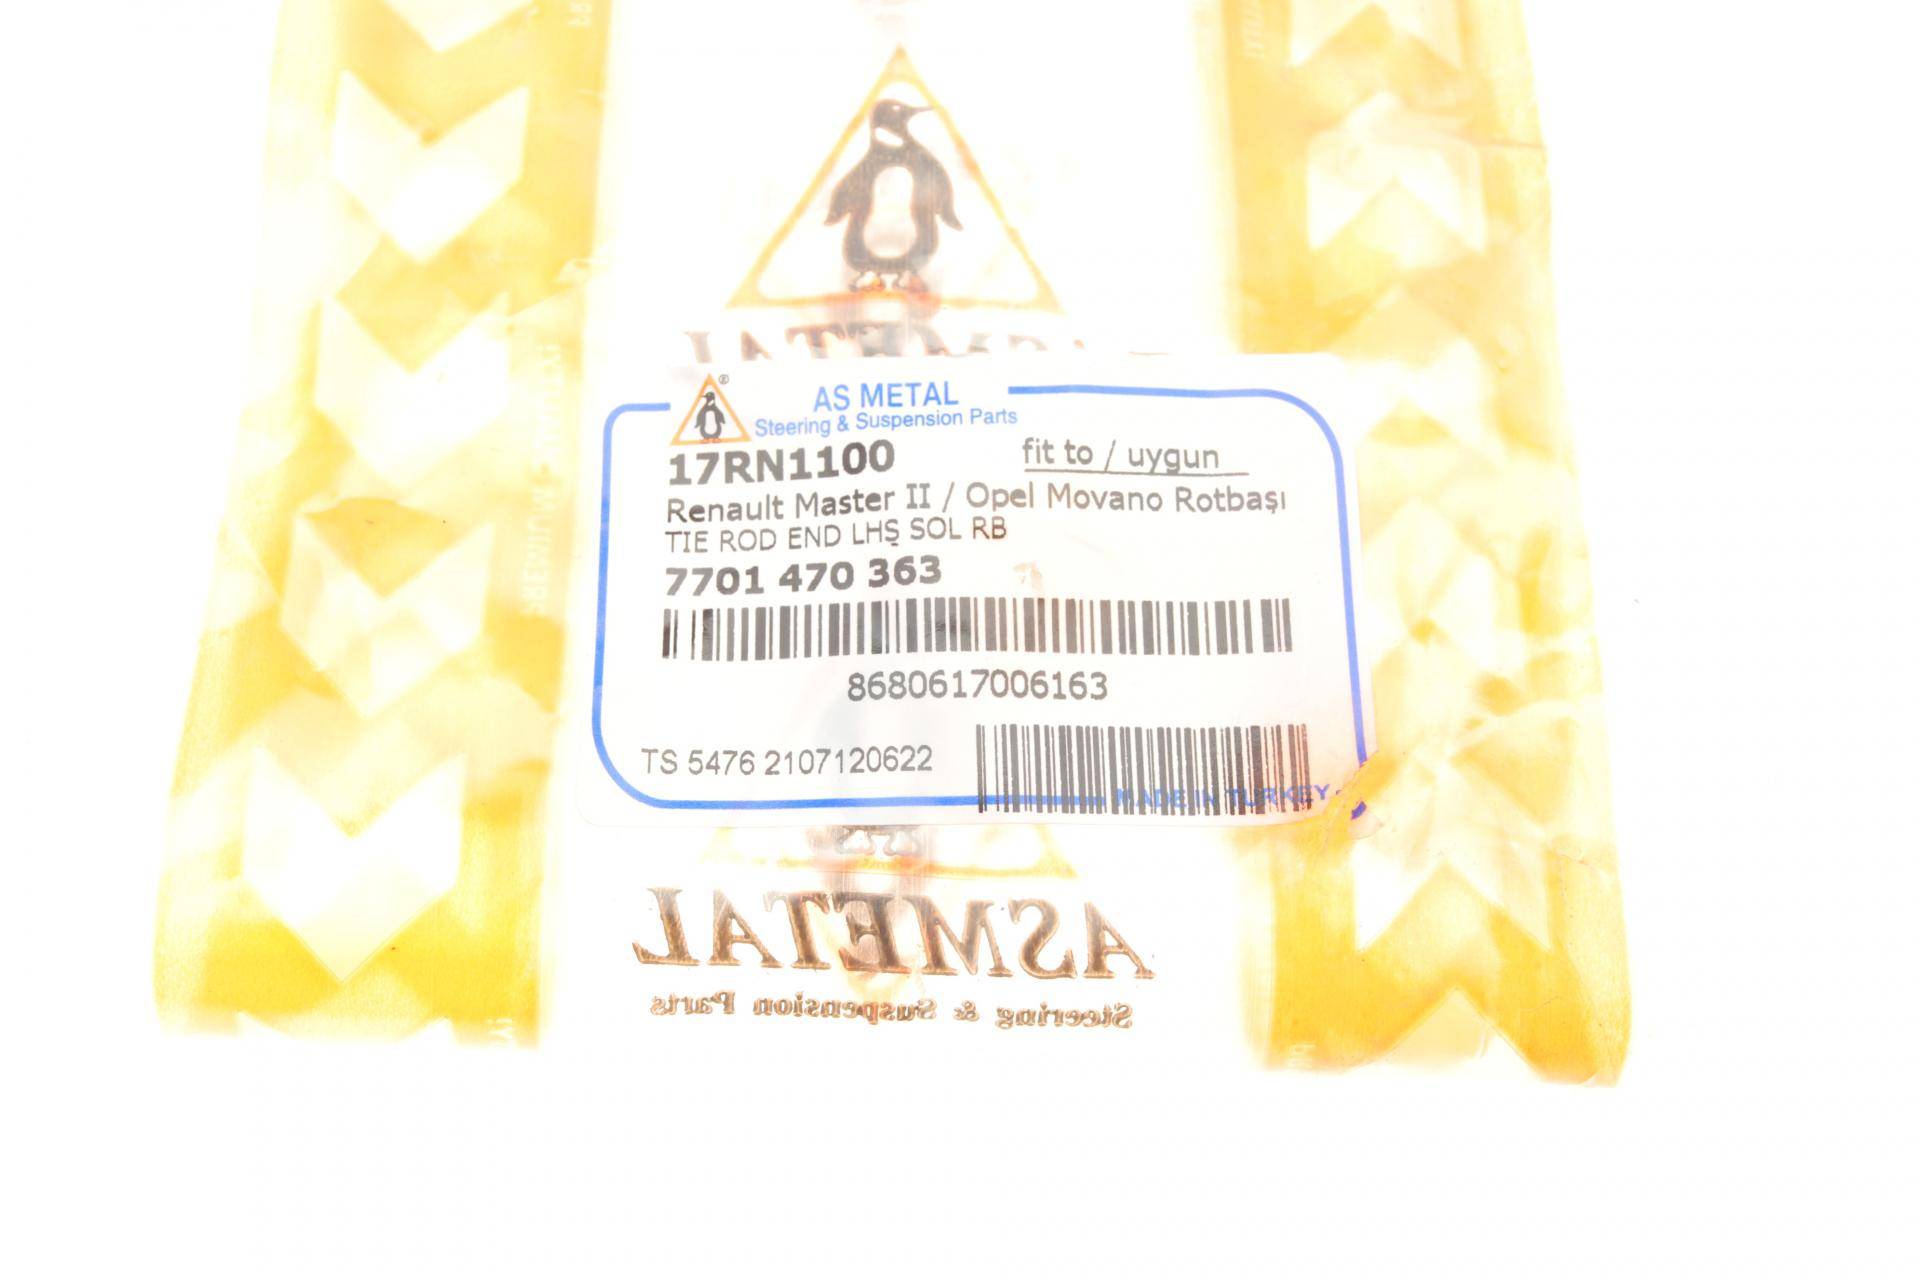 ASMETAL
®
AS METAL
Steering & Suspension Parts
17RN1100
fit to / uygun
Renault Master II / Opel Movano Rotbaşı
TIE ROD END LHŞ SOL RB
7701 470 363
8680617006163
TS 5476 2107120622
MADE IN TURKEY
ASMETAL
Steering & Suspension Parts